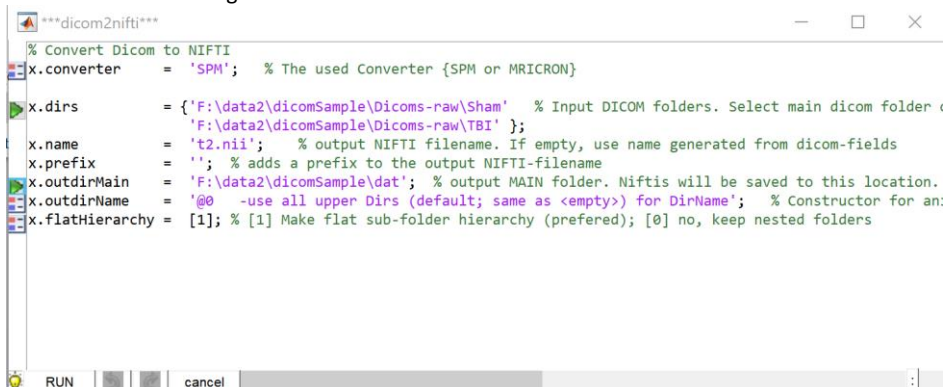 ***dicom2nifti***
% Convert Dicom to NIFTI
x.converter = 'SPM'; % The used Converter {SPM or MRICRON}
x.dirs = {'F:\data2\dicomSample\Dicoms-raw\Sham' % Input DICOM folders. Select main dicom folder
'F:\data2\dicomSample\Dicoms-raw\TBI' };
x.name = 't2.nii'; % output NIFTI filename. If empty, use name generated from dicom-fields
x.prefix = ''; % adds a prefix to the output NIFTI-filename
x.outdirMain = 'F:\data2\dicomSample\dat'; % output MAIN folder. Niftis will be saved to this location.
x.outdirName = '@0 -use all upper Dirs (default; same as <empty>) for DirName'; % Constructor for ani
x.flatHierarchy = [1]; % [1] Make flat sub-folder hierarchy (prefered); [0] no, keep nested folders
RUN cancel